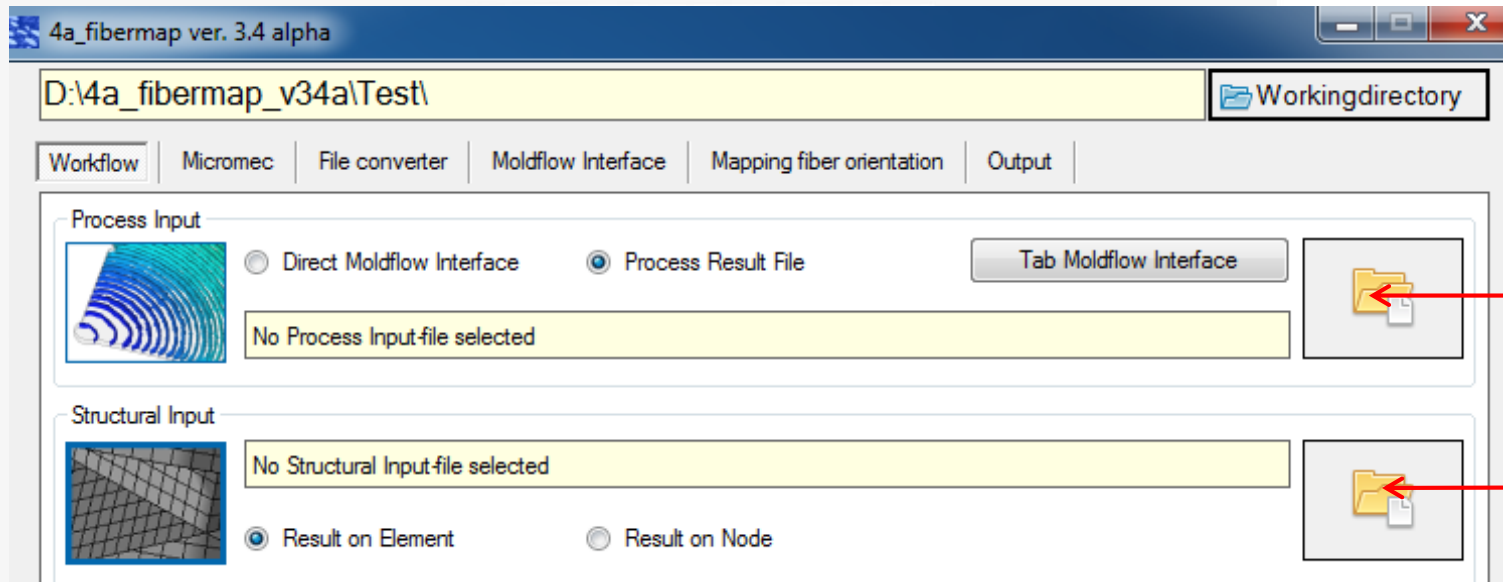 4a_fibermap ver. 3.4 alpha
D:\4a_fibermap_v34a\Test\ Workingdirectory
Workflow Micromec File converter Moldflow Interface Mapping fiber orientation Output
Process Input
Direct Moldflow Interface Process Result File Tab Moldflow Interface
No Process Input-file selected
Structural Input
No Structural Input-file selected
Result on Element Result on Node